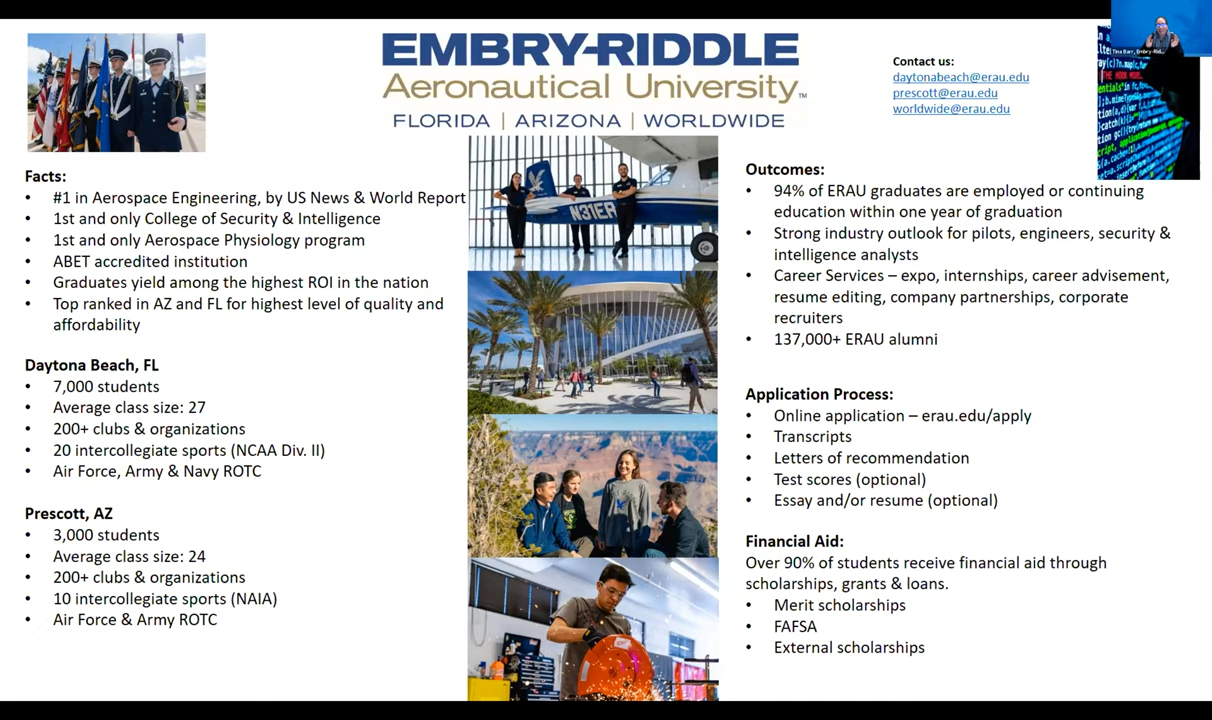 EMBRY-RIDDLE
Aeronautical University™
FLORIDA | ARIZONA | WORLDWIDE
Contact us:
daytonabeach@erau.edu
prescott@erau.edu
worldwide@erau.edu
Tina Barr, Embry-Rid...
Facts:
• #1 in Aerospace Engineering, by US News & World Report
• 1st and only College of Security & Intelligence
• 1st and only Aerospace Physiology program
• ABET accredited institution
• Graduates yield among the highest ROI in the nation
• Top ranked in AZ and FL for highest level of quality and
affordability
Daytona Beach, FL
• 7,000 students
• Average class size: 27
• 200+ clubs & organizations
• 20 intercollegiate sports (NCAA Div. II)
• Air Force, Army & Navy ROTC
Prescott, AZ
• 3,000 students
• Average class size: 24
• 200+ clubs & organizations
• 10 intercollegiate sports (NAIA)
• Air Force & Army ROTC
N31ER
Outcomes:
• 94% of ERAU graduates are employed or continuing
education within one year of graduation
• Strong industry outlook for pilots, engineers, security &
intelligence analysts
• Career Services – expo, internships, career advisement,
resume editing, company partnerships, corporate
recruiters
• 137,000+ ERAU alumni
Application Process:
• Online application – erau.edu/apply
• Transcripts
• Letters of recommendation
• Test scores (optional)
• Essay and/or resume (optional)
Financial Aid:
Over 90% of students receive financial aid through
scholarships, grants & loans.
• Merit scholarships
• FAFSA
• External scholarships